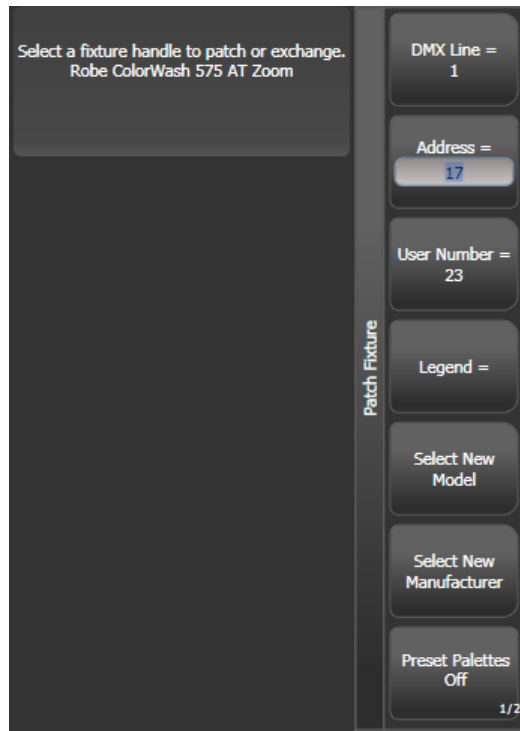 Select a fixture handle to patch or exchange.
Robe ColorWash 575 AT Zoom
Patch Fixture
DMX Line =
1
Address =
17
User Number =
23
Legend =
Select New
Model
Select New
Manufacturer
Preset Palettes
Off
1/2